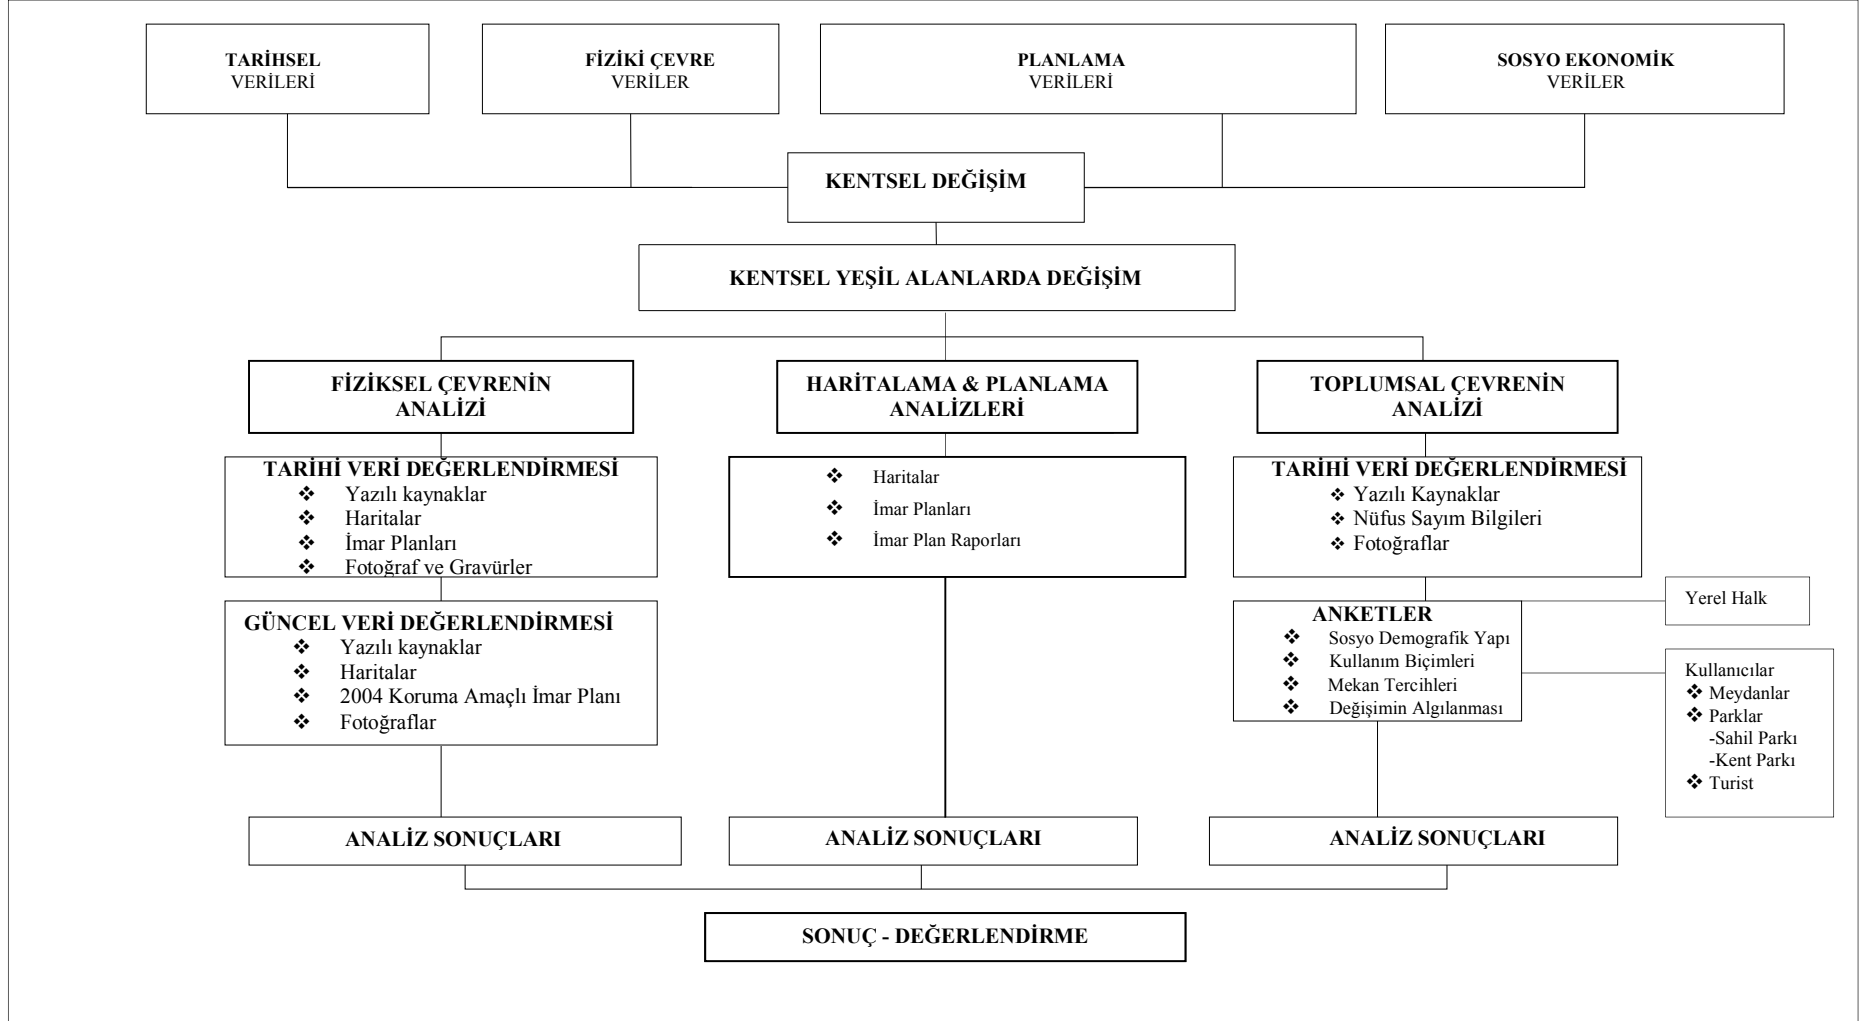 TARİHSEL
VERİLERİ
FİZİKİ ÇEVRE
VERİLER
PLANLAMA
VERİLERİ
SOSYO EKONOMİK
VERİLER
KENTSEL DEĞİŞİM
KENTSEL YEŞİL ALANLARDA DEĞİŞİM
FİZİKSEL ÇEVRENİN
ANALİZİ
HARİTALAMA & PLANLAMA
ANALİZLERİ
TOPLUMSAL ÇEVRENİN
ANALİZİ
TARİHİ VERİ DEĞERLENDİRMESİ
❖ Yazılı kaynaklar
❖ Haritalar
❖ İmar Planları
❖ Fotoğraf ve Gravürler
❖ Haritalar
❖ İmar Planları
❖ İmar Plan Raporları
TARİHİ VERİ DEĞERLENDİRMESİ
❖ Yazılı Kaynaklar
❖ Nüfus Sayım Bilgileri
❖ Fotoğraflar
GÜNCEL VERİ DEĞERLENDİRMESİ
❖ Yazılı kaynaklar
❖ Haritalar
❖ 2004 Koruma Amaçlı İmar Planı
❖ Fotoğraflar
ANKETLER
❖ Sosyo Demografik Yapı
❖ Kullanım Biçimleri
❖ Mekan Tercihleri
❖ Değişimin Algılanması
Yerel Halk
Kullanıcılar
❖ Meydanlar
❖ Parklar
-Sahil Parkı
-Kent Parkı
❖ Turist
ANALİZ SONUÇLARI
ANALİZ SONUÇLARI
ANALİZ SONUÇLARI
SONUÇ - DEĞERLENDİRME